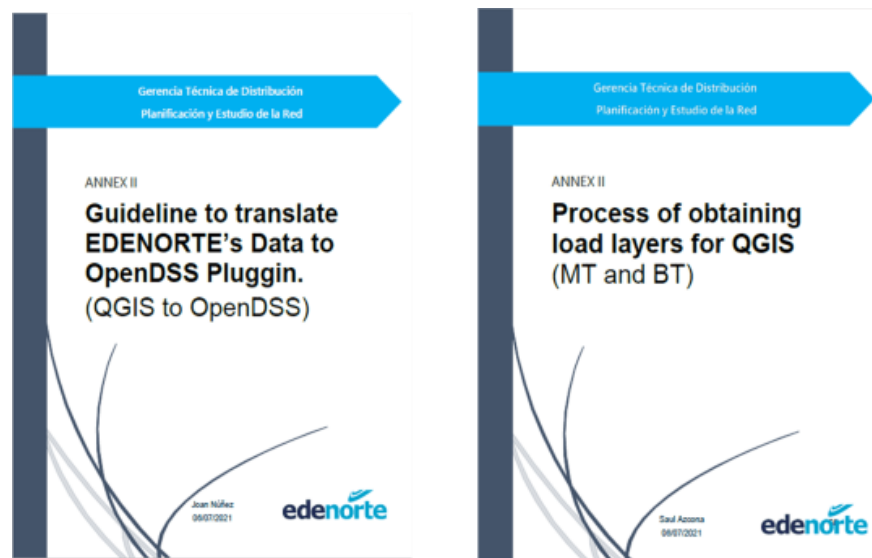 Gerencia Técnica de Distribución
Planificación y Estudio de la Red
ANNEX II
Guideline to translate
EDENORTE's Data to
OpenDSS Pluggin.
(QGIS to OpenDSS)
Joan Núñez
06/07/2021
edenorte
Gerencia Técnica de Distribución
Planificación y Estudio de la Red
ANNEX II
Process of obtaining
load layers for QGIS
(MT and BT)
Saul Azcona
06/07/2021
edenorte